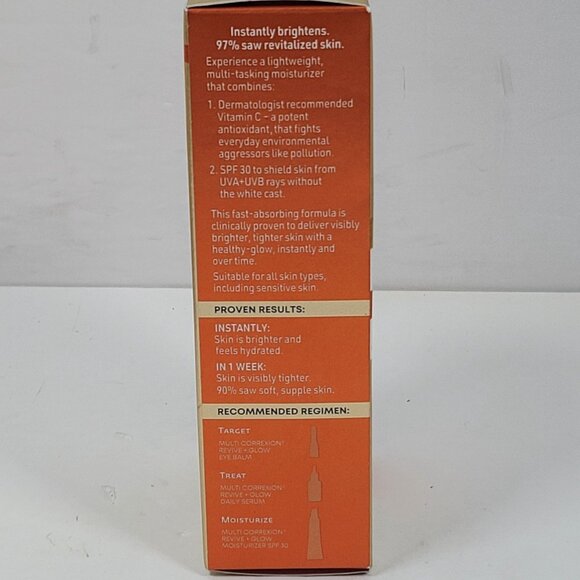 Instantly brightens.
97% saw revitalized skin.
Experience a lightweight,
multi-tasking moisturizer
that combines:
1. Dermatologist recommended
Vitamin C – a potent
antioxidant, that fights
everyday environmental
aggressors like pollution.
2. SPF 30 to shield skin from
UVA+UVB rays without
the white cast.
This fast-absorbing formula is
clinically proven to deliver visibly
brighter, tighter skin with a
healthy-glow, instantly and
over time.
Suitable for all skin types,
including sensitive skin.
PROVEN RESULTS:
INSTANTLY:
Skin is brighter and
feels hydrated.
IN 1 WEEK:
Skin is visibly tighter.
90% saw soft, supple skin.
RECOMMENDED REGIMEN:
TARGET
MULTI CORREXION®
REVIVE + GLOW
EYE BALM
TREAT
MULTI CORREXION®
REVIVE + GLOW
DAILY SERUM
MOISTURIZE
MULTI CORREXION®
REVIVE + GLOW
MOISTURIZER SPF 30